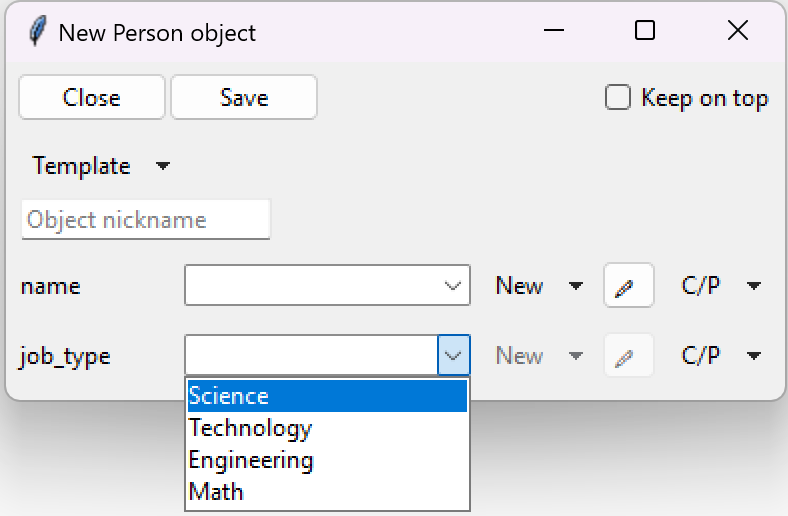 New Person object
Close Save Keep on top
Template
Object nickname
name New C/P
job_type New C/P
Science
Technology
Engineering
Math